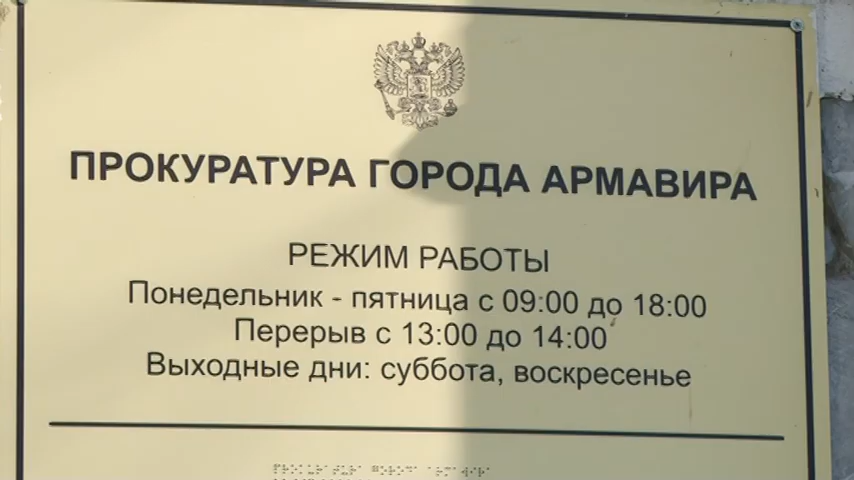 ПРОКУРАТУРА ГОРОДА АРМАВИРА
РЕЖИМ РАБОТЫ
Понедельник - пятница с 09:00 до 18:00
Перерыв с 13:00 до 14:00
Выходные дни: суббота, воскресенье